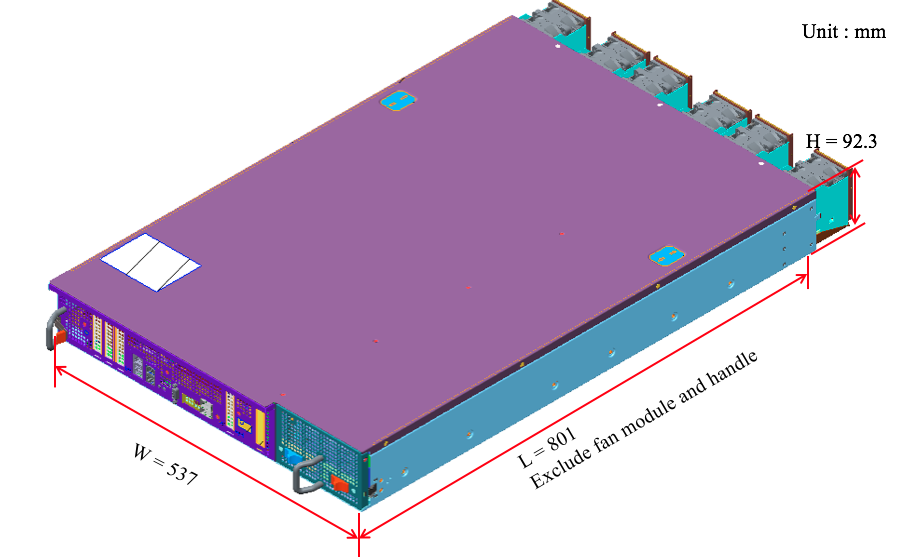 Unit : mm
H = 92.3
W = 537
L = 801
Exclude fan module and handle